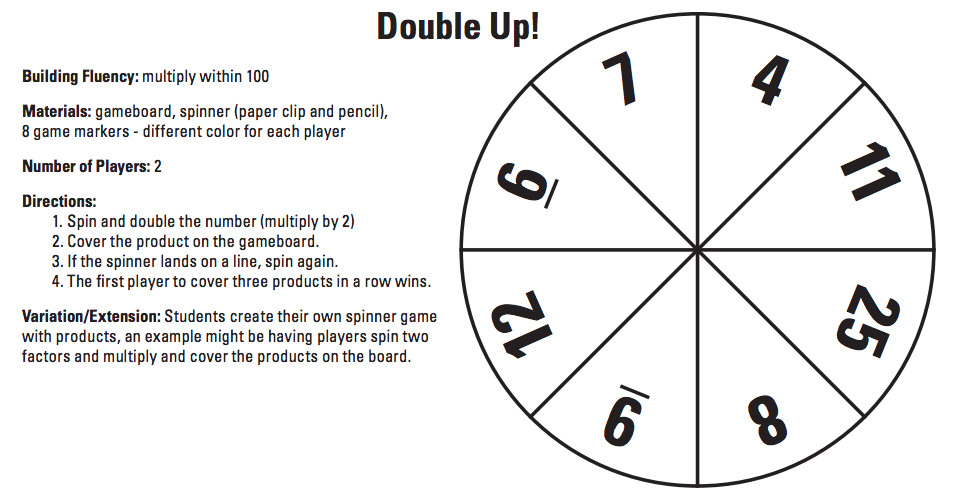 Double Up!
Building Fluency: multiply within 100
Materials: gameboard, spinner (paper clip and pencil),
8 game markers - different color for each player
Number of Players: 2
Directions:
1. Spin and double the number (multiply by 2)
2. Cover the product on the gameboard.
3. If the spinner lands on a line, spin again.
4. The first player to cover three products in a row wins.
Variation/Extension: Students create their own spinner game
with products, an example might be having players spin two
factors and multiply and cover the products on the board.
7
4
11
25
8
6
12
9